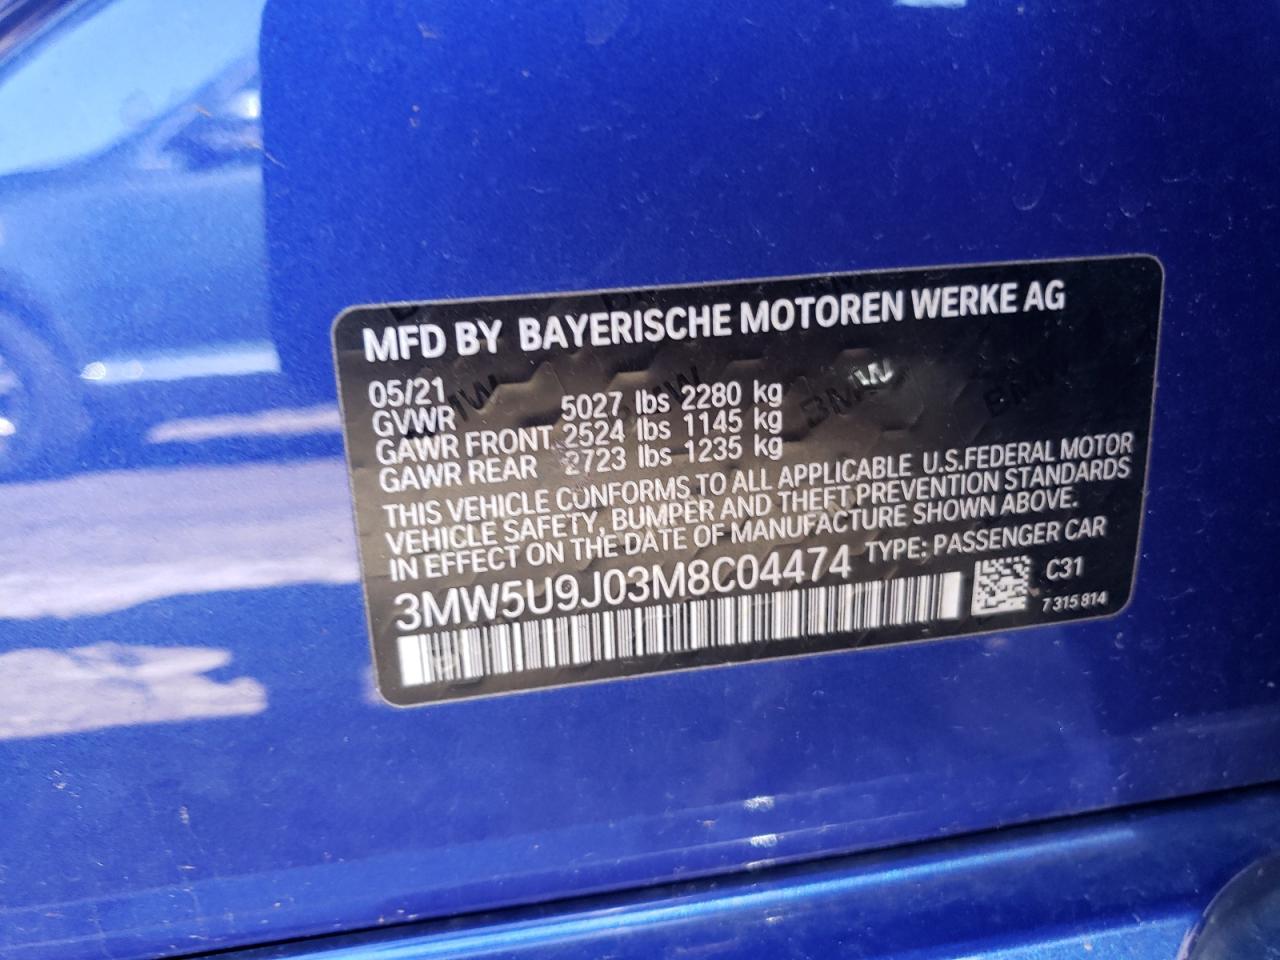 MFD BY BAYERISCHE MOTOREN WERKE AG
05/21
GVWR 5027 lbs 2280 kg
GAWR FRONT 2524 lbs 1145 kg
GAWR REAR 2723 lbs 1235 kg
THIS VEHICLE CONFORMS TO ALL APPLICABLE U.S.FEDERAL MOTOR
VEHICLE SAFETY, BUMPER AND THEFT PREVENTION STANDARDS
IN EFFECT ON THE DATE OF MANUFACTURE SHOWN ABOVE.
3MW5U9J03M8C04474 TYPE: PASSENGER CAR
C31
7 315 814